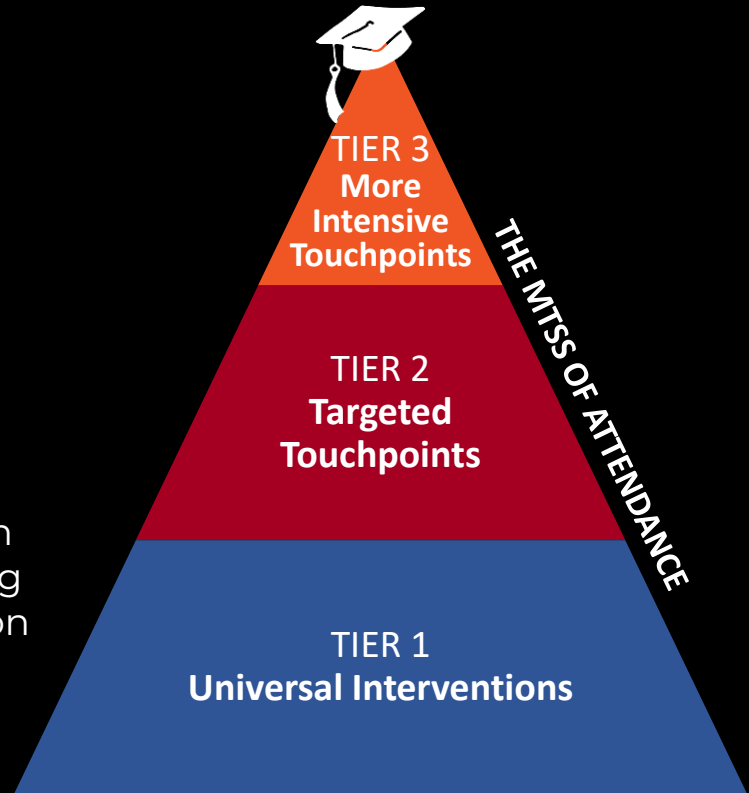 TIER 3
More
Intensive
Touchpoints
THE MTSS OF ATTENDANCE
TIER 2
Targeted
Touchpoints
TIER 1
Universal Interventions